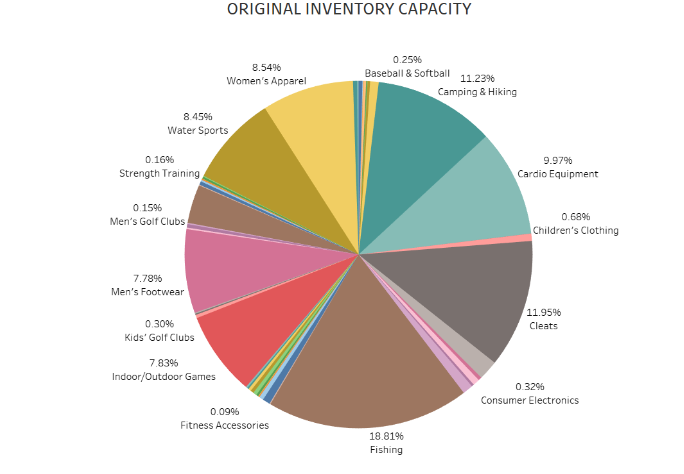 ORIGINAL INVENTORY CAPACITY
0.25%
Baseball & Softball
11.23%
Camping & Hiking
9.97%
Cardio Equipment
0.68%
Children's Clothing
11.95%
Cleats
0.32%
Consumer Electronics
18.81%
Fishing
0.09%
Fitness Accessories
7.83%
Indoor/Outdoor Games
0.30%
Kids' Golf Clubs
7.78%
Men's Footwear
0.15%
Men's Golf Clubs
0.16%
Strength Training
8.45%
Water Sports
8.54%
Women's Apparel